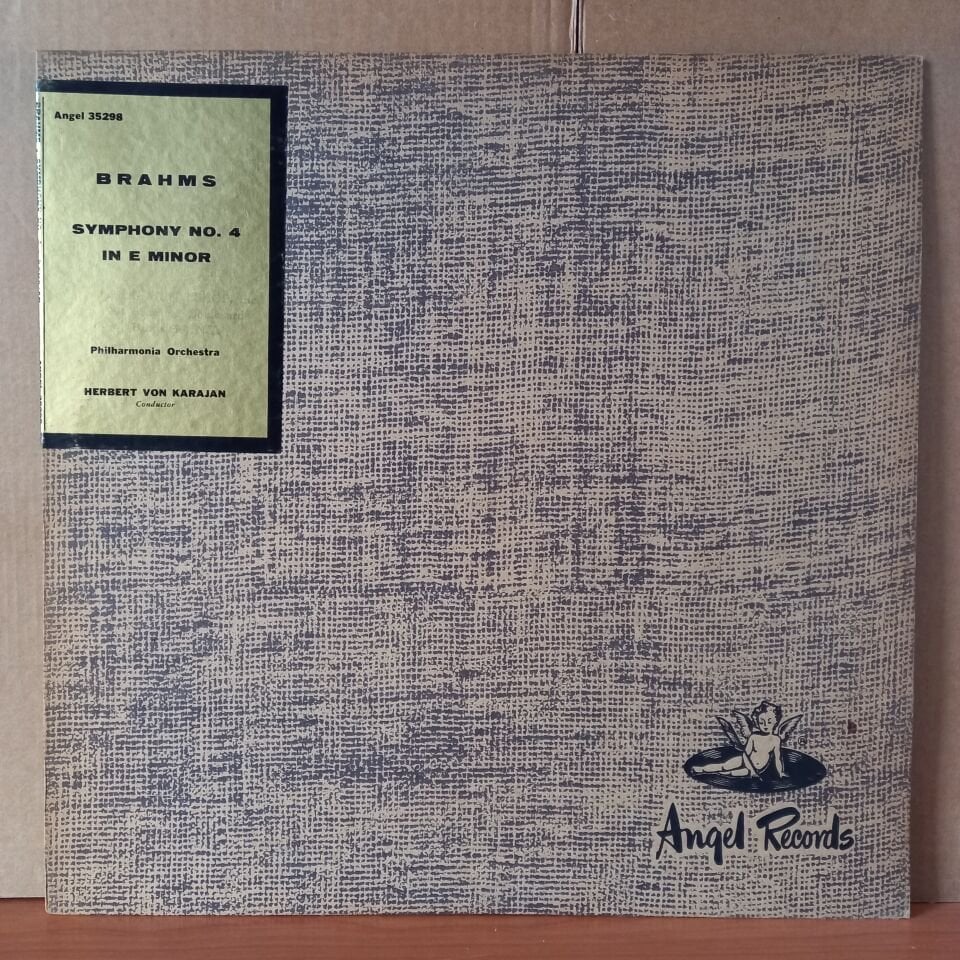 Angel 35298
BRAHMS
SYMPHONY NO. 4
IN E MINOR
Philharmonia Orchestra
HERBERT VON KARAJAN
Conductor
Angel Records